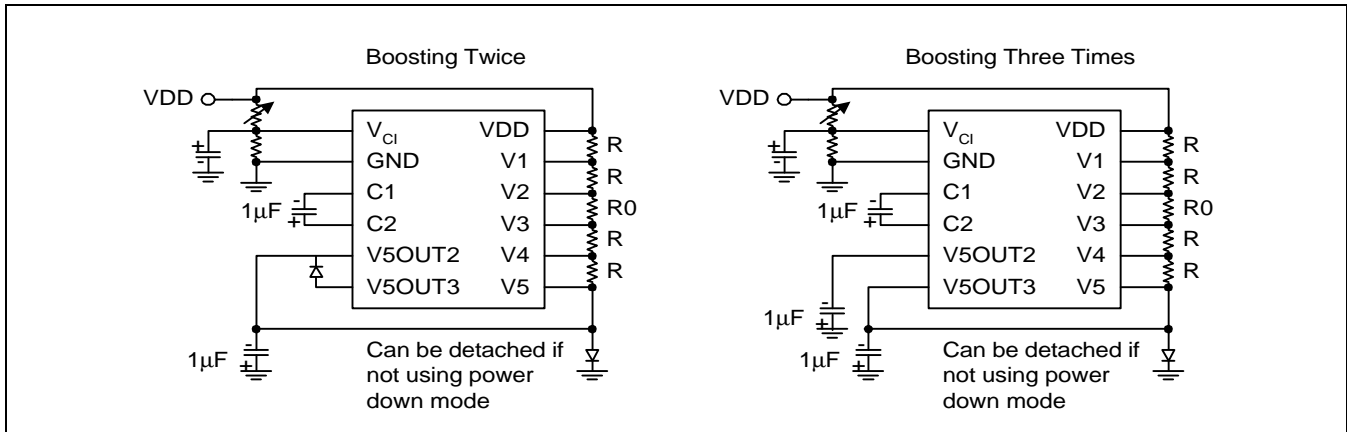 Boosting Twice
VDD
V_CI
VDD
GND
V1
C1
V2
C2
V3
V5OUT2
V4
V5OUT3
V5
R
R
R0
R
R
+
-
1μF
-
+
1μF
-
+
Can be detached if
not using power
down mode
Boosting Three Times
VDD
V_CI
VDD
GND
V1
C1
V2
C2
V3
V5OUT2
V4
V5OUT3
V5
R
R
R0
R
R
+
-
1μF
-
+
1μF
-
+
1μF
-
+
Can be detached if
not using power
down mode